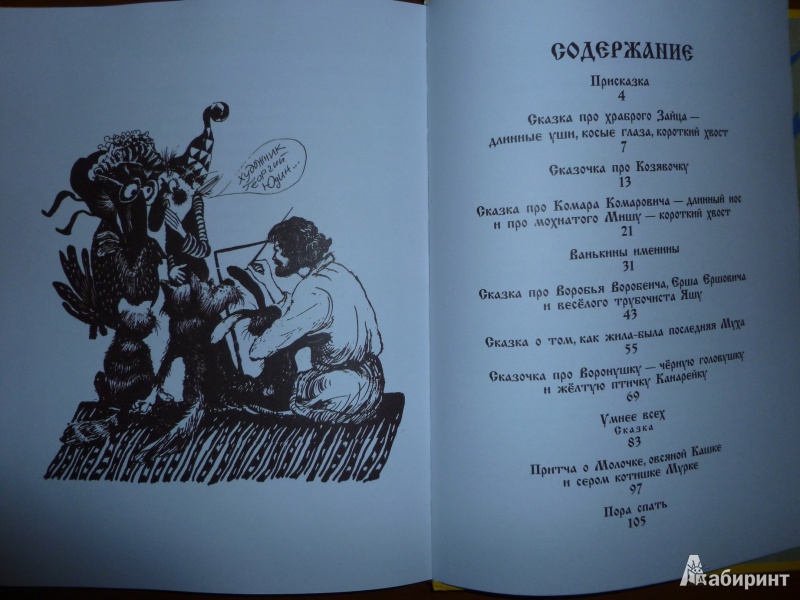 художник
Георгий
Юдин...
СОДЕРЖАНИЕ
Присказка
4
Сказка про храброго Зайца —
длинные уши, косые глаза, короткий хвост
7
Сказочка про Козявочку
13
Сказка про Комара Комаровича — длинный нос
и про мохнатого Мишу — короткий хвост
21
Ванькины именины
31
Сказка про Воробья Воробеича, Ерша Ершовича
и весёлого трубочиста Яшу
43
Сказка о том, как жила-была последняя Муха
55
Сказочка про Воронушку — чёрную головушку
и жёлтую птичку Канарейку
69
Умнее всех
Сказка
83
Притча о Молочке, овсяной Кашке
и сером котишке Мурке
97
Пора спать
105
Лабиринт